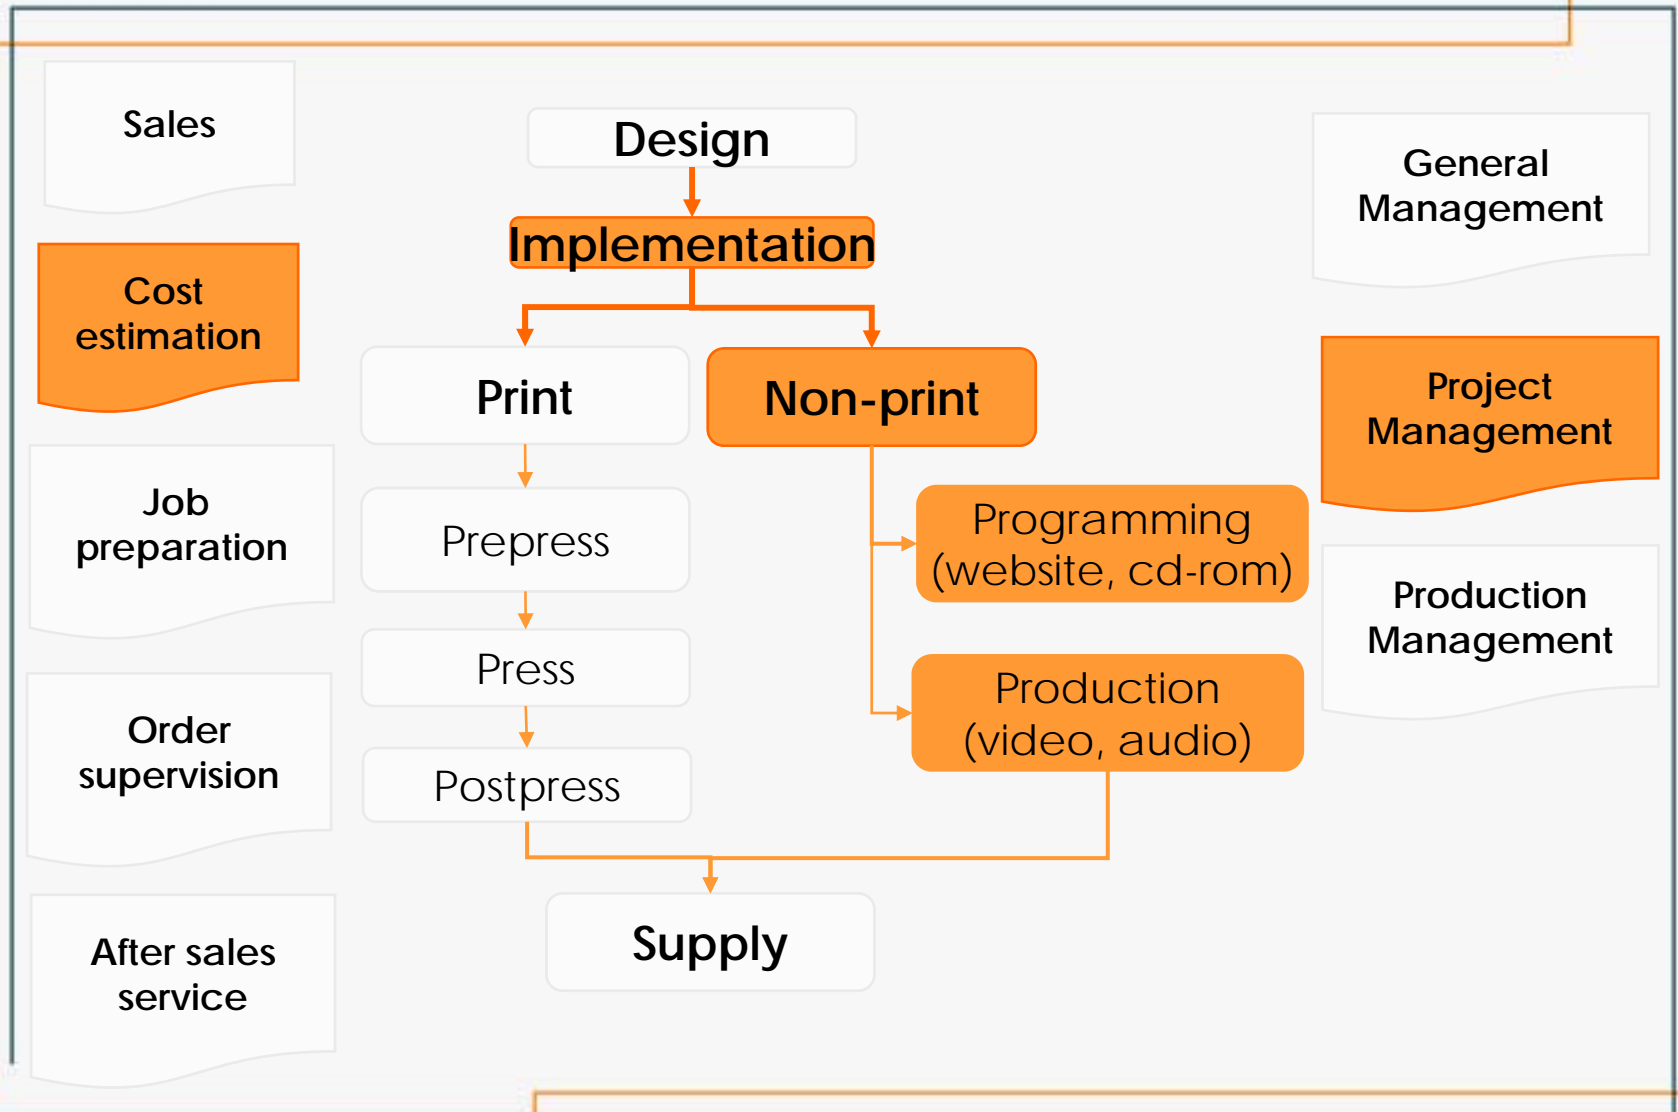 Sales
Cost
estimation
Job
preparation
Order
supervision
After sales
service
Design
Implementation
Print
Non-print
Prepress
Press
Postpress
Programming
(website, cd-rom)
Production
(video, audio)
Supply
General
Management
Project
Management
Production
Management